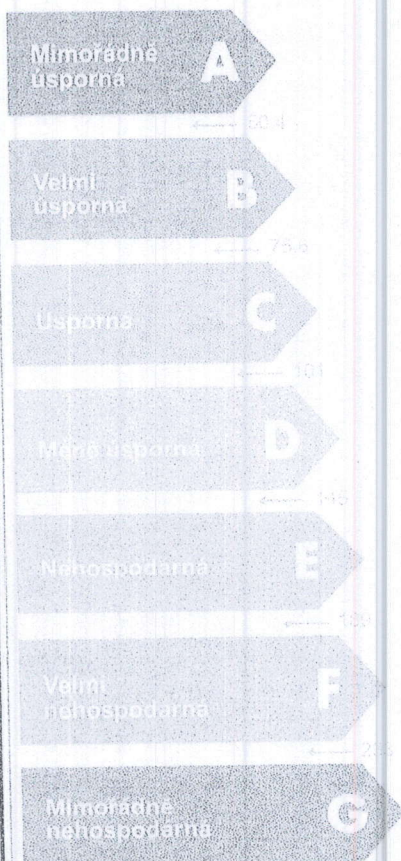 Mimořádně
úsporná
A
Velmi
úsporná
B
Úsporná
C
101
Méně úsporná
D
Nehospodárná
E
Velmi
nehospodárná
F
Mimořádně
nehospodárná
G